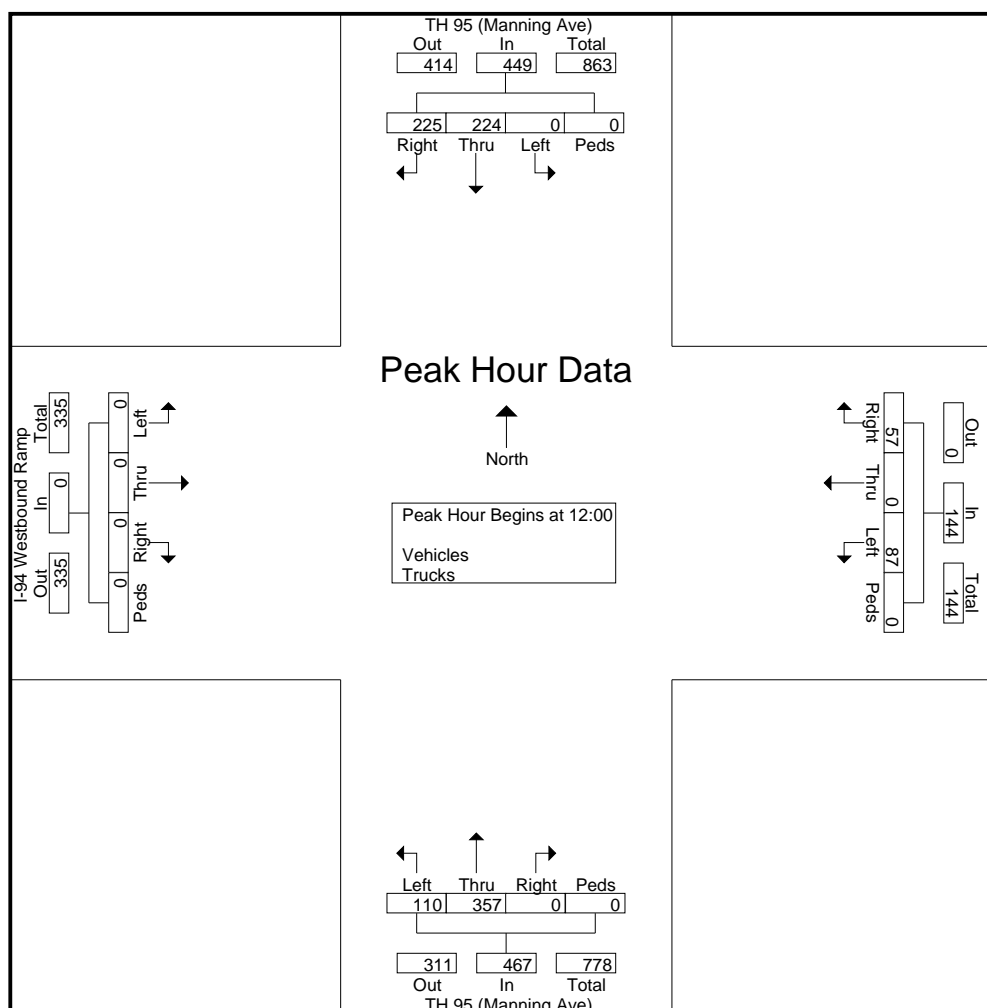 TH 95 (Manning Ave)
Out In Total
414 449 863
225 224 0 0
Right Thru Left Peds
Peak Hour Data
North
Peak Hour Begins at 12:00
Vehicles
Trucks
I-94 Westbound Ramp
Out In Total
335 0 335
0 0 0 0
Left Thru Right Peds
Out In Total
0 144 144
57 0 87 0
Right Thru Left Peds
Left Thru Right Peds
110 357 0 0
311 467 778
Out In Total
TH 95 (Manning Ave)